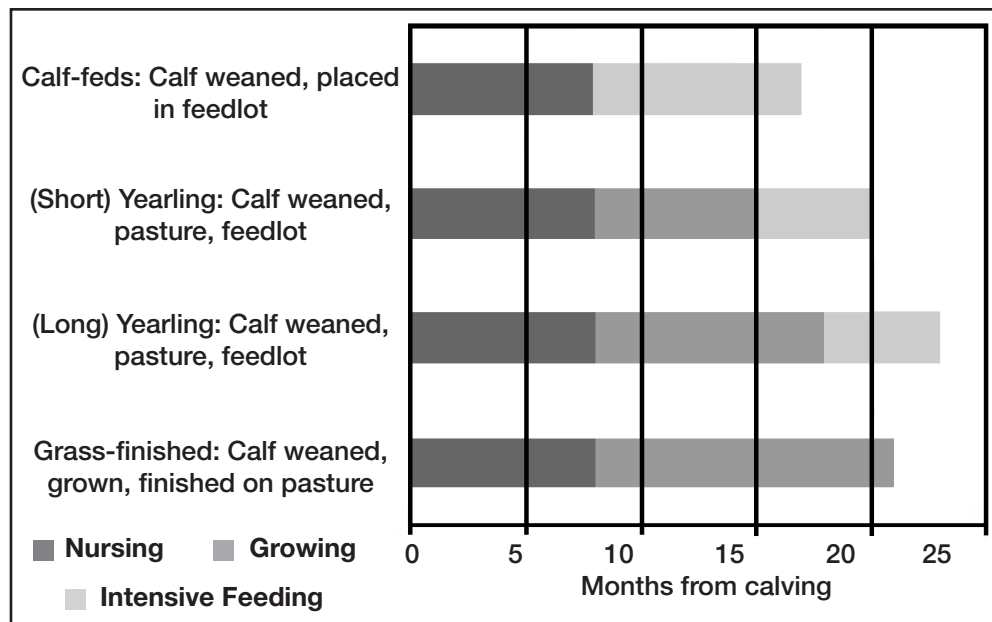 Calf-feds: Calf weaned, placed
in feedlot
(Short) Yearling: Calf weaned,
pasture, feedlot
(Long) Yearling: Calf weaned,
pasture, feedlot
Grass-finished: Calf weaned,
grown, finished on pasture
Nursing Growing
Intensive Feeding
0 5 10 15 20 25
Months from calving